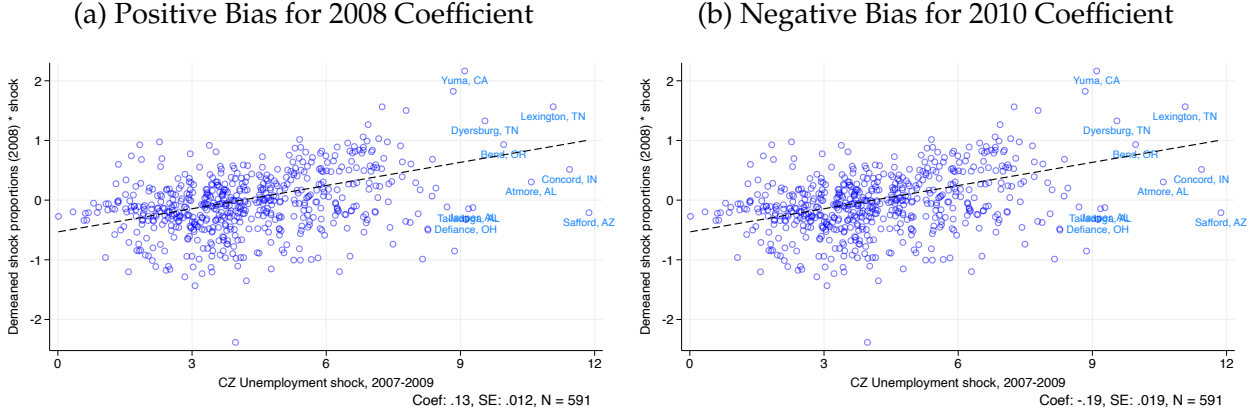 (a) Positive Bias for 2008 Coefficient
Demeaned shock proportions (2008) * shock
2
1
0
-1
-2
Yuma, CA
Lexington, TN
Dyersburg, TN
Bend, OR
Concord, IN
Atmore, AL
Safford, AZ
Defiance, OH
0 3 6 9 12
CZ Unemployment shock, 2007-2009
Coef: .13, SE: .012, N = 591
(b) Negative Bias for 2010 Coefficient
Demeaned shock proportions (2008) * shock
2
1
0
-1
-2
Yuma, CA
Lexington, TN
Dyersburg, TN
Bend, OR
Concord, IN
Atmore, AL
Safford, AZ
Defiance, OH
0 3 6 9 12
CZ Unemployment shock, 2007-2009
Coef: -.19, SE: .019, N = 591